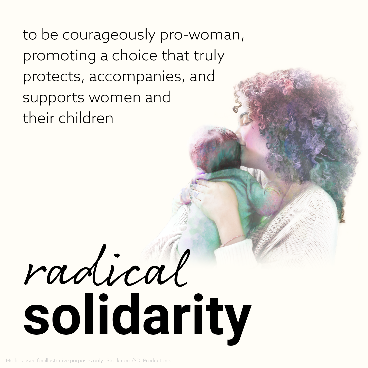 to be courageously pro-woman,
promoting a choice that truly
protects, accompanies, and
supports women and
their children
radical
solidarity